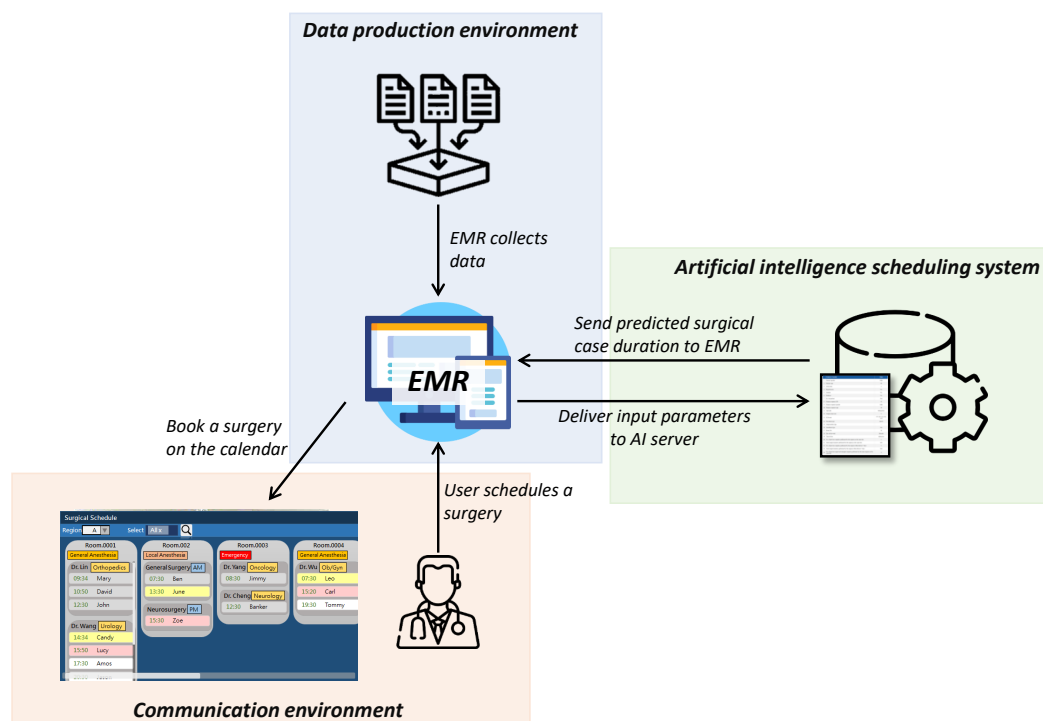 Data production environment
EMR collects
data
Artificial intelligence scheduling system
Send predicted surgical
case duration to EMR
EMR
Deliver input parameters
to AI server
Book a surgery
on the calendar
User schedules a
surgery
Surgical Schedule
Region A Select All
Room.0001
General Anesthesia
Dr. Lin Orthopedics
09:34 Mary
10:50 David
12:30 John
Dr. Wang Urology
14:34 Candy
15:50 Lucy
17:30 Amos
Room.002
Local Anesthesia
General Surgery AM
07:30 Ben
13:30 June
Neurosurgery PM
15:30 Zoe
Room.0003
Emergency
Dr. Yang Oncology
08:30 Jimmy
Dr. Cheng Neurology
12:30 Banker
Room.0004
General Anesthesia
Dr. Wu Ob/Gyn
07:30 Leo
15:20 Carl
19:30 Tommy
Communication environment